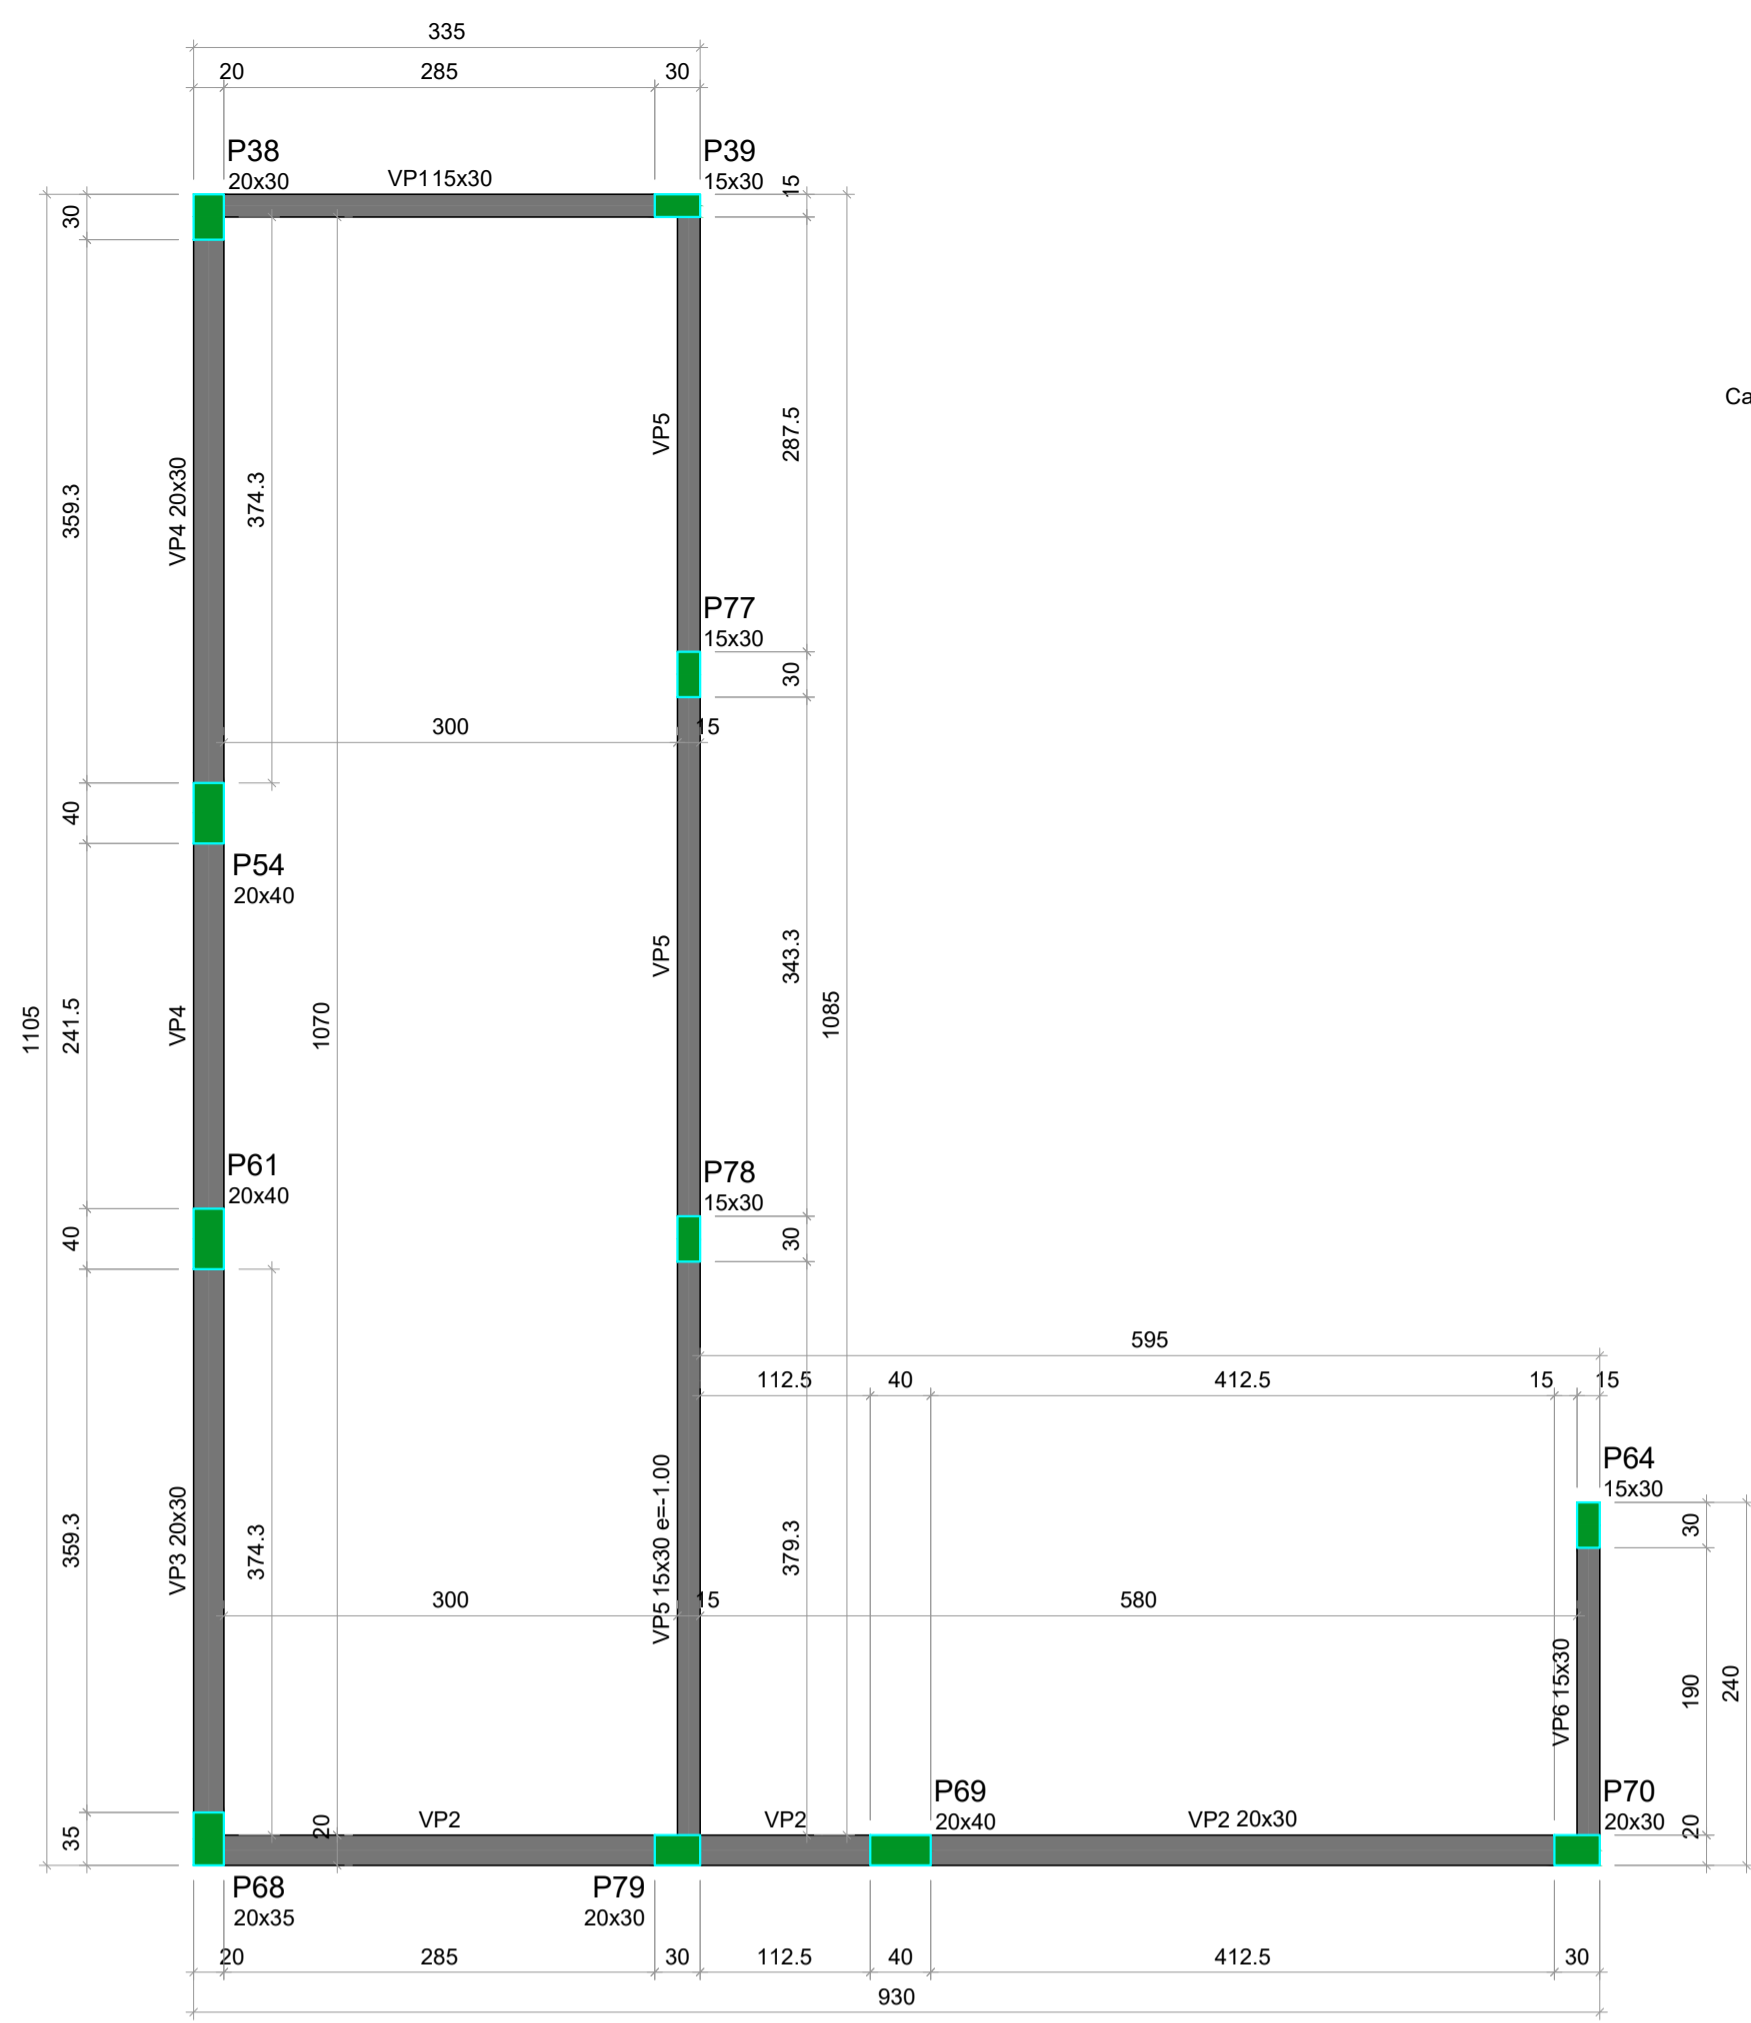 335
20 285 30
P38
20x30
VP115x30
P39
15x30
15
30
Ca
287.5
VP5
359.3
VP4 20x30
374.3
P77
15x30
30
300 15
40
P54
20x40
343.3
VP5
1105
241.5
VP4
1070
1085
P61
20x40
P78
15x30
40
30
595
112.5 40 412.5 15 15
P64
15x30
30
359.3
VP3 20x30
374.3
VP5 15x30 e=-1.00
379.3
300 15 580
VP6 15x30
190
240
P69
20x40
P70
20x30
35
20
VP2
VP2
VP2 20x30
20
P68
20x35
P79
20x30
20 285 30 112.5 40 412.5 30
930